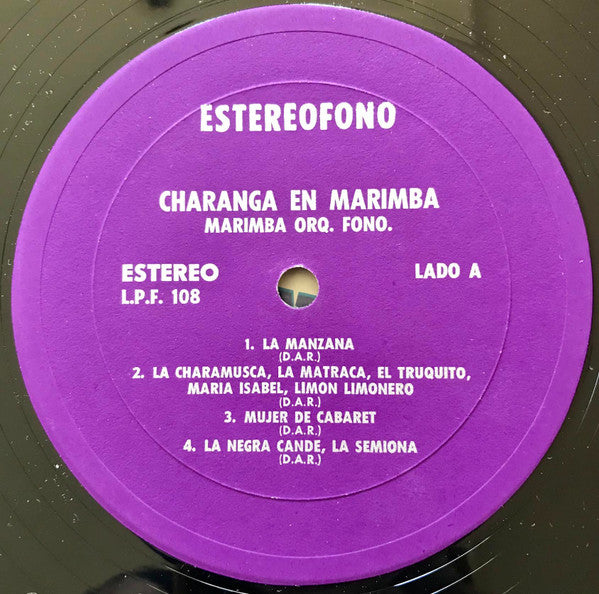 ESTEREOFONO
CHARANGA EN MARIMBA
MARIMBA ORQ. FONO.
ESTEREO
L.P.F. 108
LADO A
1. LA MANZANA
(D.A.R.)
2. LA CHARAMUSCA, LA MATRACA, EL TRUQUITO,
MARIA ISABEL, LIMON LIMONERO
(D.A.R.)
3. MUJER DE CABARET
(D.A.R.)
4. LA NEGRA CANDE, LA SEMIONA
(D.A.R.)